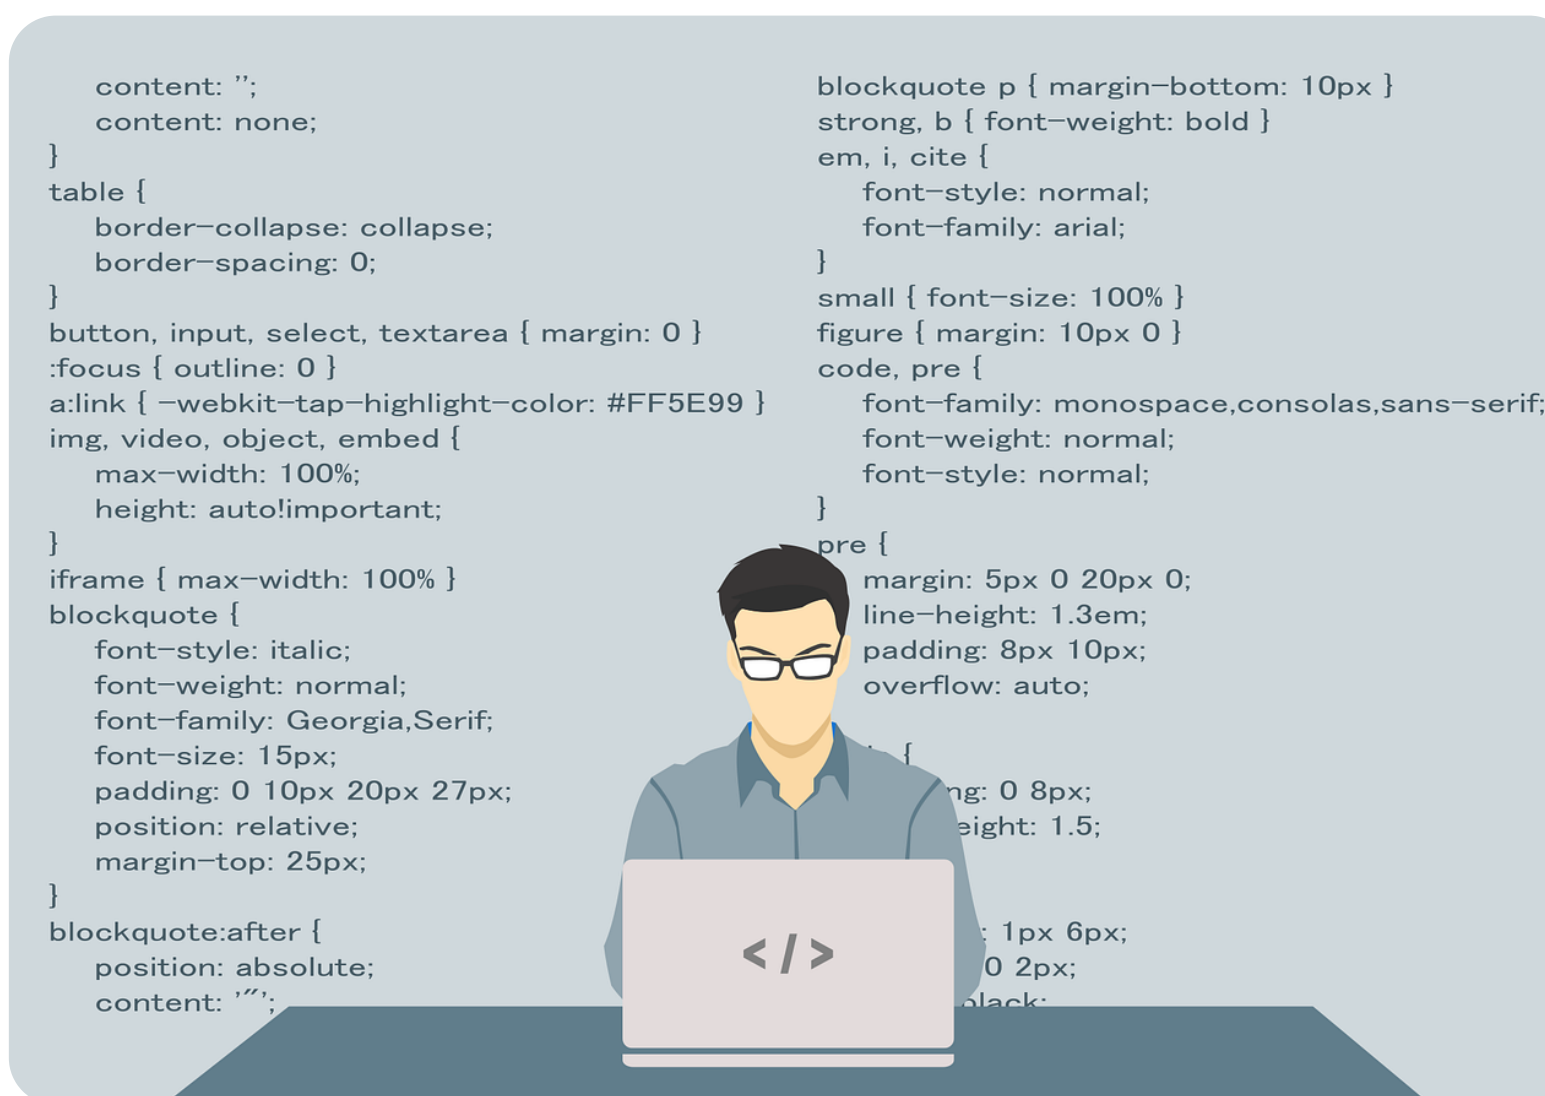 content: '';
content: none;
}
table {
border-collapse: collapse;
border-spacing: 0;
}
button, input, select, textarea { margin: 0 }
:focus { outline: 0 }
a:link { -webkit-tap-highlight-color: #FF5E99 }
img, video, object, embed {
max-width: 100%;
height: auto!important;
}
iframe { max-width: 100% }
blockquote {
font-style: italic;
font-weight: normal;
font-family: Georgia,Serif;
font-size: 15px;
padding: 0 10px 20px 27px;
position: relative;
margin-top: 25px;
}
blockquote:after {
position: absolute;
content: '"';
blockquote p { margin-bottom: 10px }
strong, b { font-weight: bold }
em, i, cite {
font-style: normal;
font-family: arial;
}
small { font-size: 100% }
figure { margin: 10px 0 }
code, pre {
font-family: monospace,consolas,sans-serif;
font-weight: normal;
font-style: normal;
}
pre {
margin: 5px 0 20px 0;
line-height: 1.3em;
padding: 8px 10px;
overflow: auto;
{
ng: 0 8px;
eight: 1.5;
: 1px 6px;
0 2px;
black;
</>